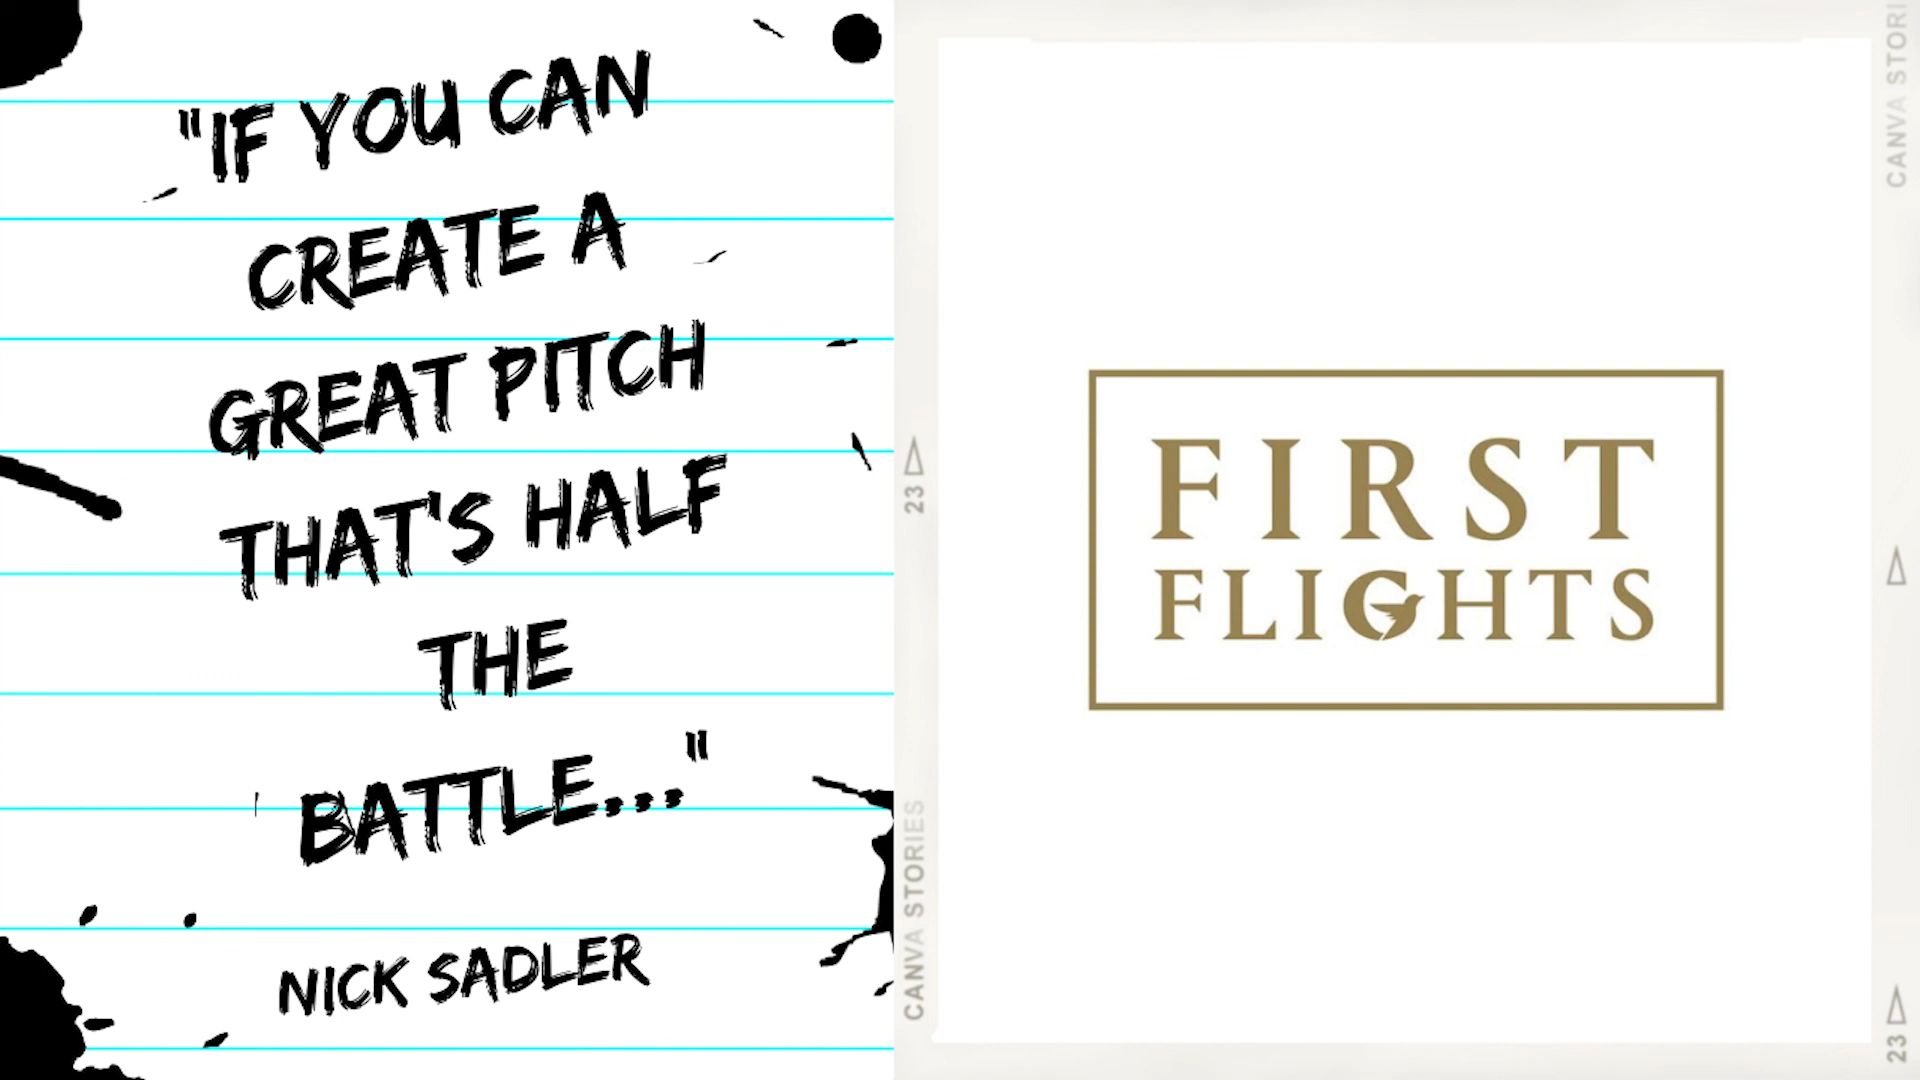 "IF YOU CAN
CREATE A
GREAT PITCH
THAT'S HALF
THE
BATTLE..."
NICK SADLER
FIRST
FLIGHTS
23
CANVA STORIES
CANVA STORI
23